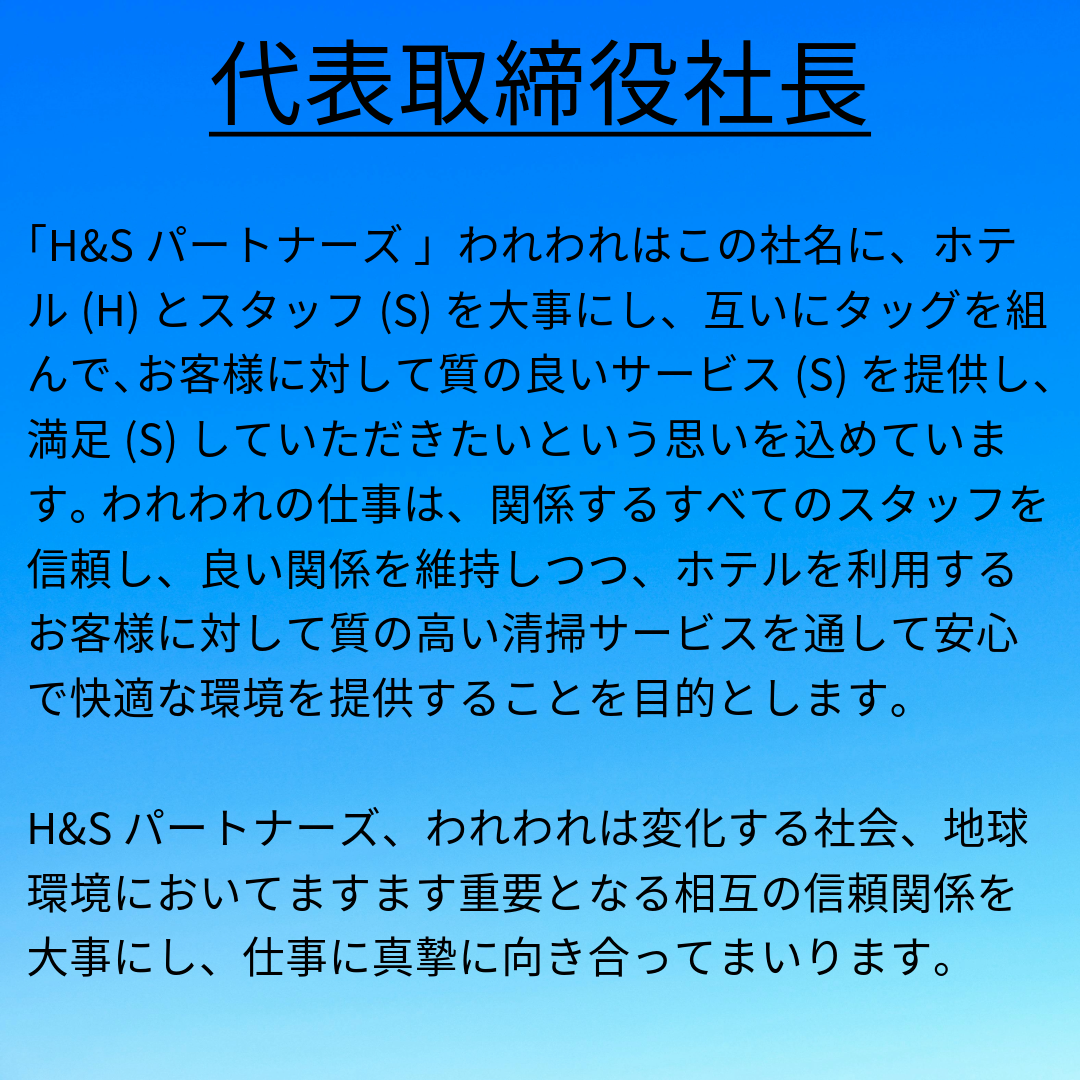 代表取締役社長
「H&S パートナーズ 」われわれはこの社名に、ホテ
ル (H) とスタッフ (S) を大事にし、互いにタッグを組
んで、お客様に対して質の良いサービス (S) を提供し、
満足 (S) していただきたいという思いを込めていま
す。われわれの仕事は、関係するすべてのスタッフを
信頼し、良い関係を維持しつつ、ホテルを利用する
お客様に対して質の高い清掃サービスを通して安心
で快適な環境を提供することを目的とします。
H&S パートナーズ、われわれは変化する社会、地球
環境においてますます重要となる相互の信頼関係を
大事にし、仕事に真摯に向き合ってまいります。